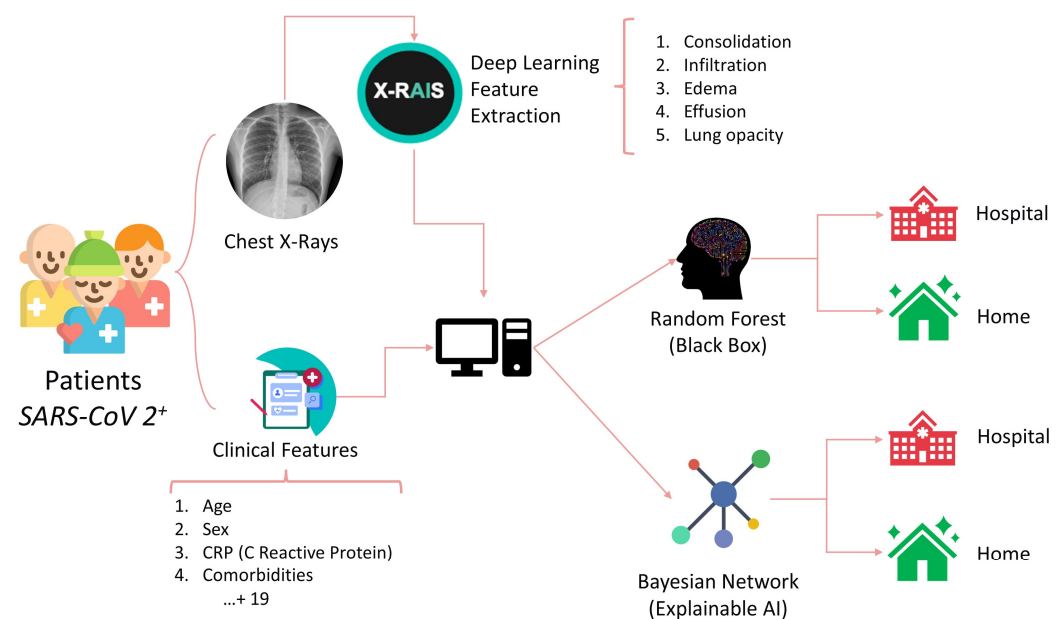 X-RAIS
Deep Learning
Feature
Extraction
1. Consolidation
2. Infiltration
3. Edema
4. Effusion
5. Lung opacity
Chest X-Rays
Patients
SARS-CoV 2⁺
Clinical Features
1. Age
2. Sex
3. CRP (C Reactive Protein)
4. Comorbidities
...+ 19
Random Forest
(Black Box)
Hospital
Home
Bayesian Network
(Explainable AI)
Hospital
Home